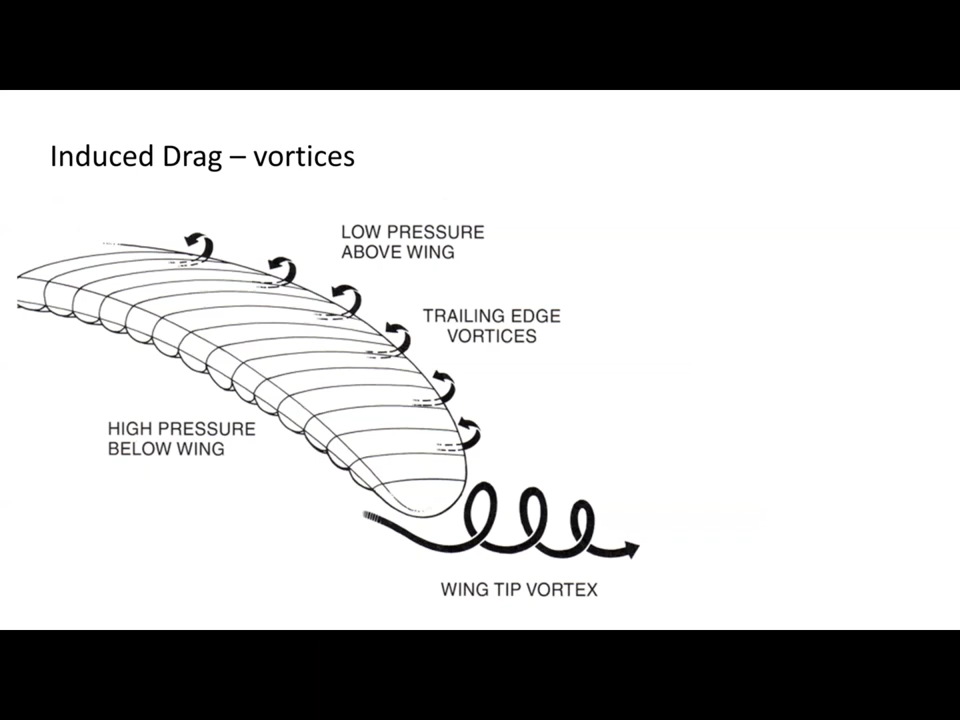 Induced Drag – vortices
LOW PRESSURE
ABOVE WING
TRAILING EDGE
VORTICES
HIGH PRESSURE
BELOW WING
WING TIP VORTEX